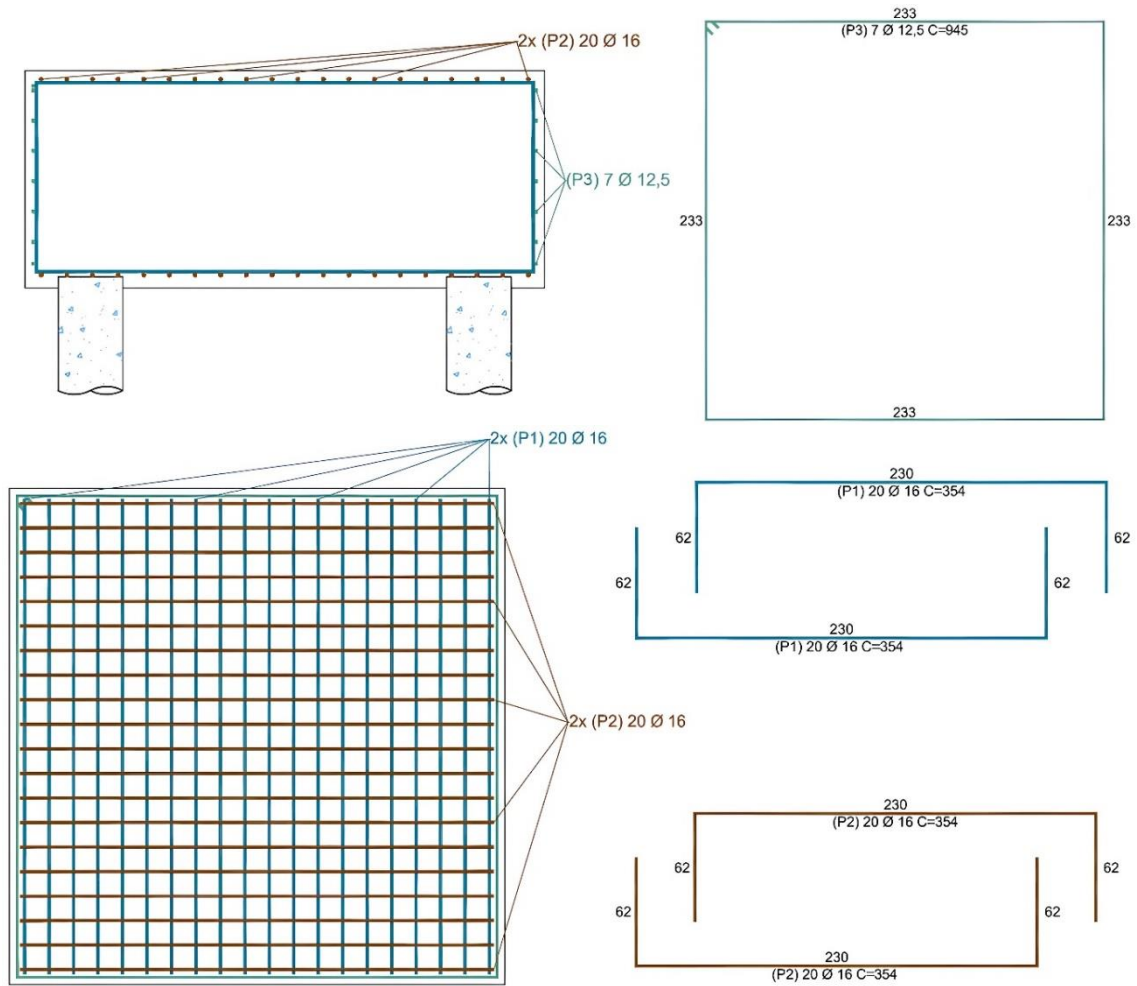 2x (P2) 20 Ø 16
(P3) 7 Ø 12,5
233
(P3) 7 Ø 12,5 C=945
233
233
233
2x (P1) 20 Ø 16
2x (P2) 20 Ø 16
230
(P1) 20 Ø 16 C=354
62
62
62
62
230
(P1) 20 Ø 16 C=354
230
(P2) 20 Ø 16 C=354
62
62
62
62
230
(P2) 20 Ø 16 C=354